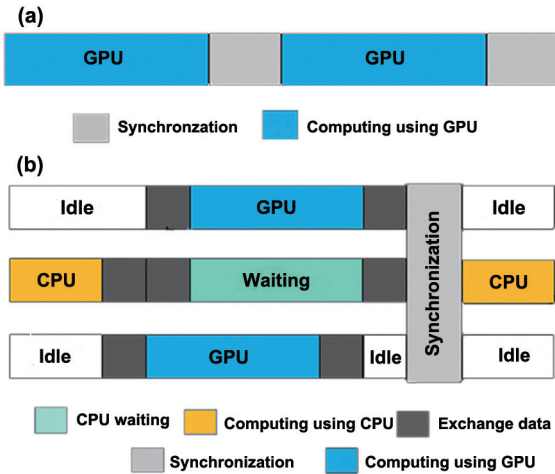 (a)
GPU GPU
Synchronzation Computing using GPU
(b)
Idle GPU Idle
CPU Waiting CPU
Idle GPU Idle Idle
Synchronization
CPU waiting Computing using CPU Exchange data
Synchronization Computing using GPU